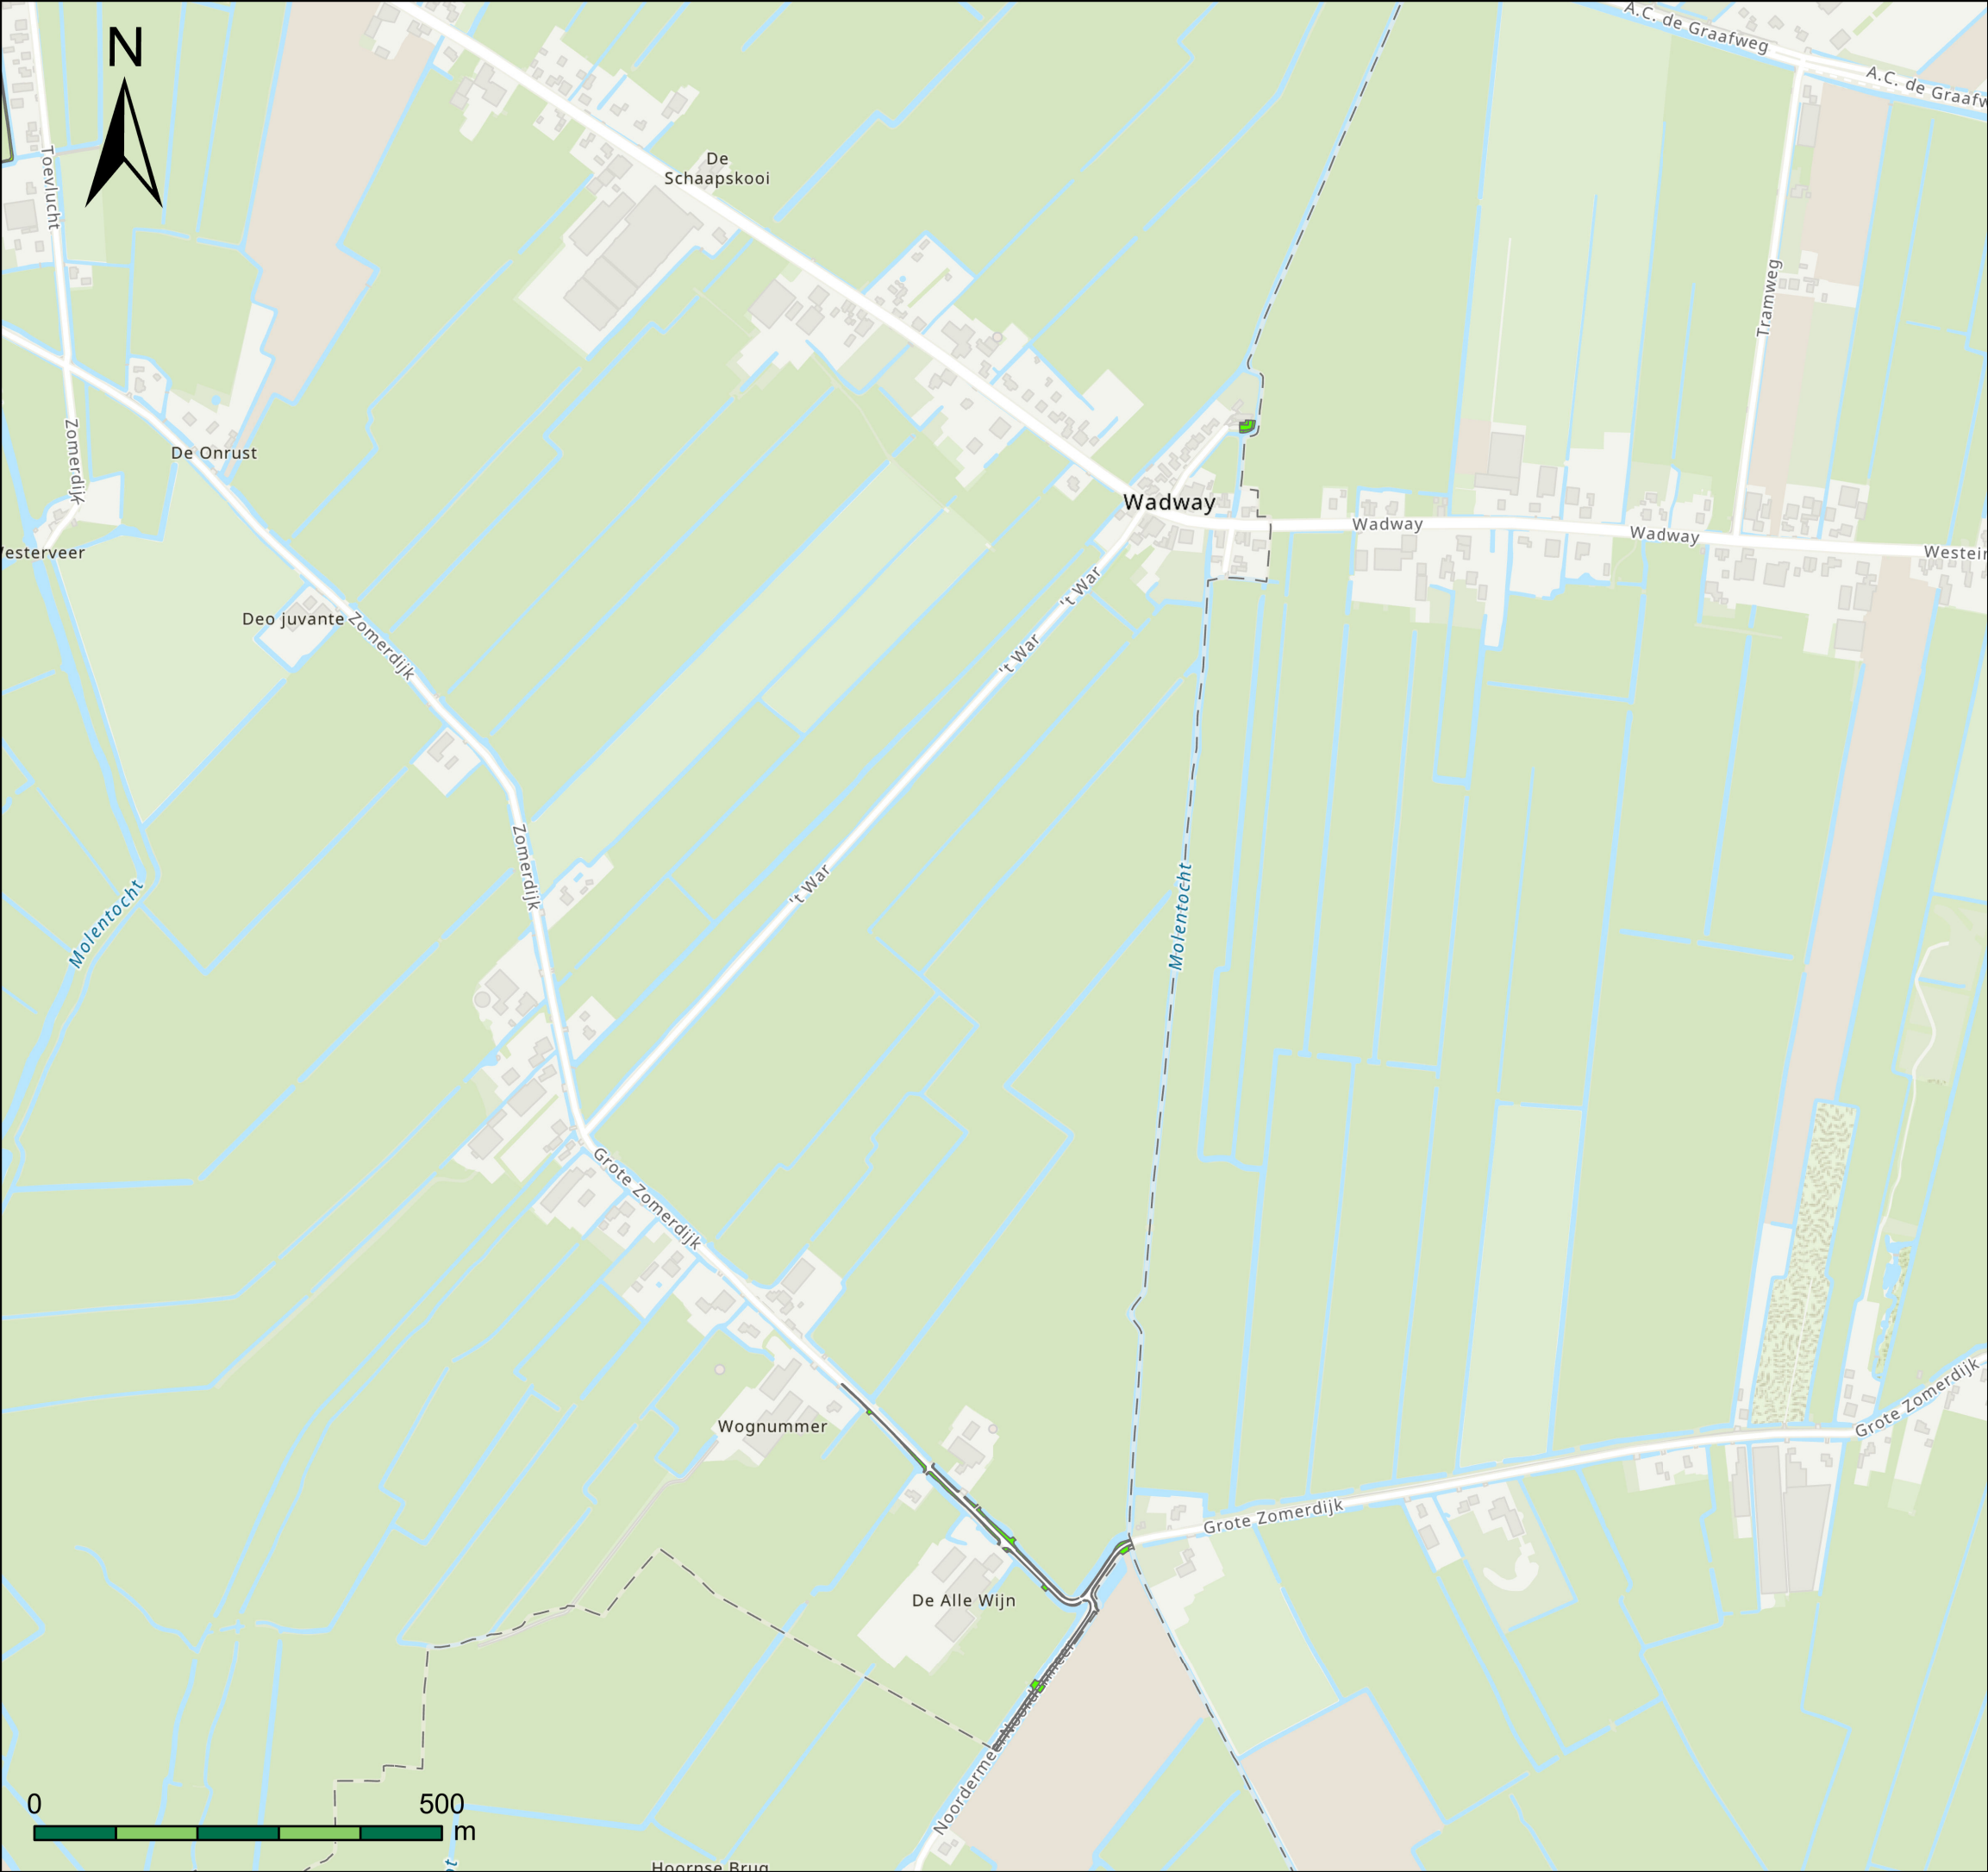 N
A.C. de Graafweg
A.C. de Graafw
Toevlucht
De
Schaapskooi
Tramweg
Zomerdijk
De Onrust
Wadway
Wadway
Wadway
Westein
esterveer
't War
Deo juvante
Zomerdijk
't War
Zomerdijk
't War
Molentocht
Molentocht
Grote Zomerdijk
Grote Zomerdijk
Wognummer
Grote Zomerdijk
De Alle Wijn
Noordermeer
0
500
m
Hoornse Brug